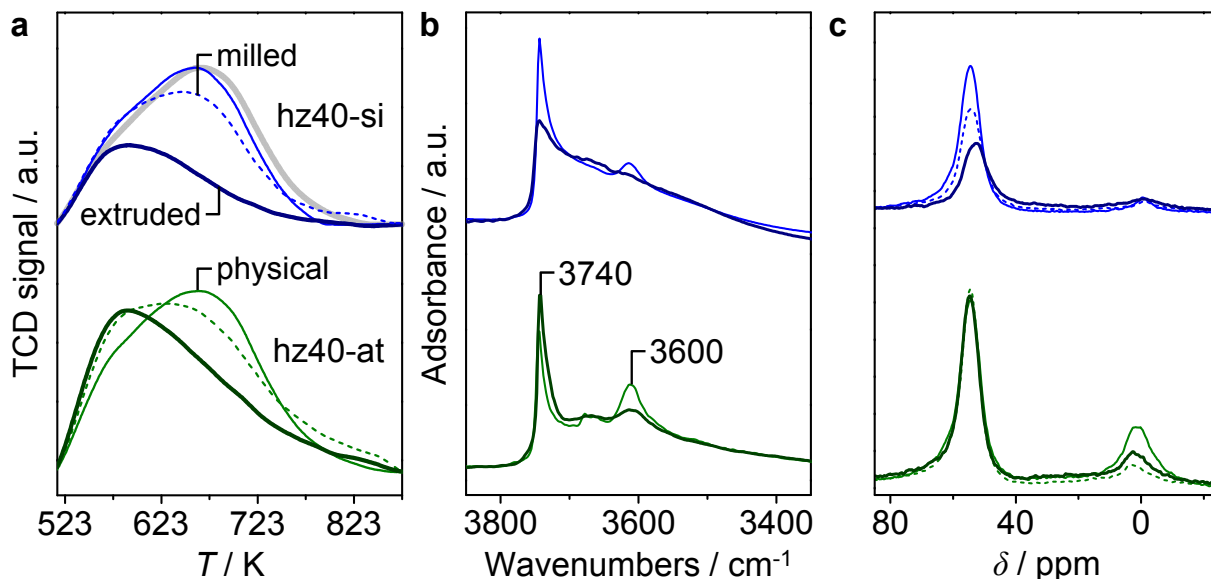 a
milled
hz40-si
extruded
physical
hz40-at
TCD signal / a.u.
523 623 723 823
T / K
b
3740
3600
Adsorbance / a.u.
3800 3600 3400
Wavenumbers / cm⁻¹
c
85 40 0
δ / ppm